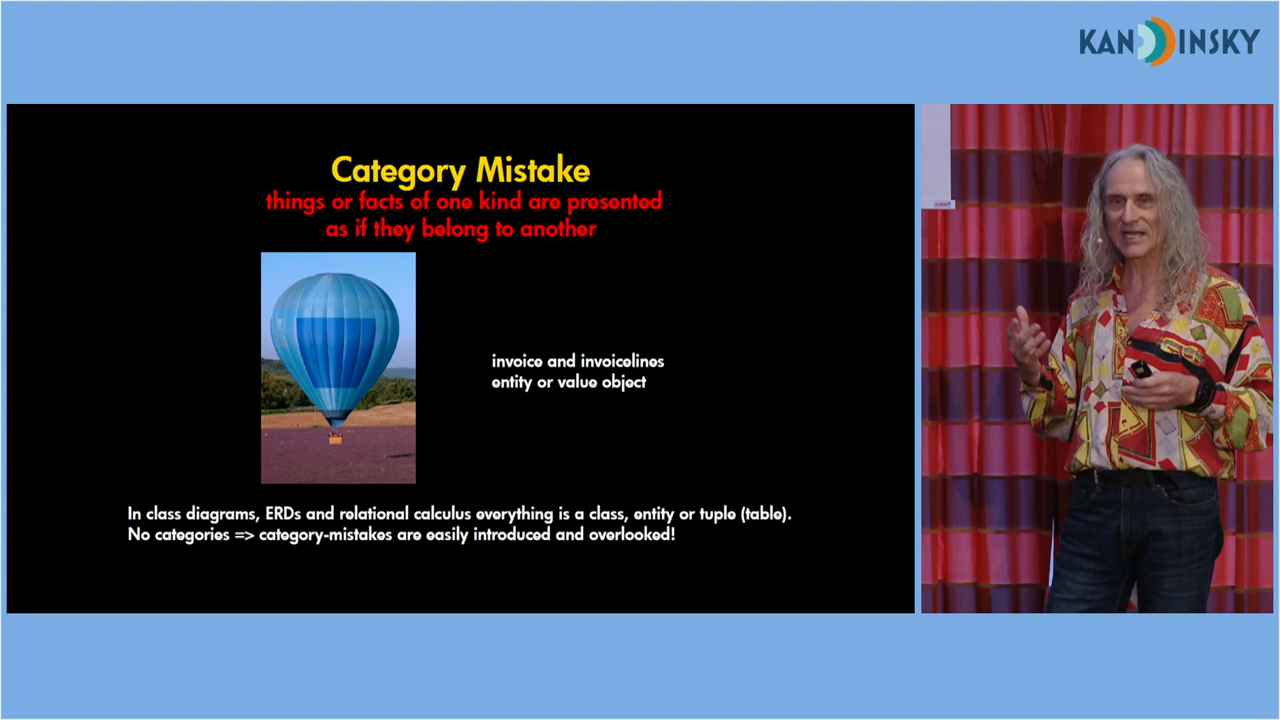 KANDDINSKY
Category Mistake
things or facts of one kind are presented
as if they belong to another
invoice and invoicelines
entity or value object
In class diagrams, ERDs and relational calculus everything is a class, entity or tuple (table).
No categories => category-mistakes are easily introduced and overlooked!